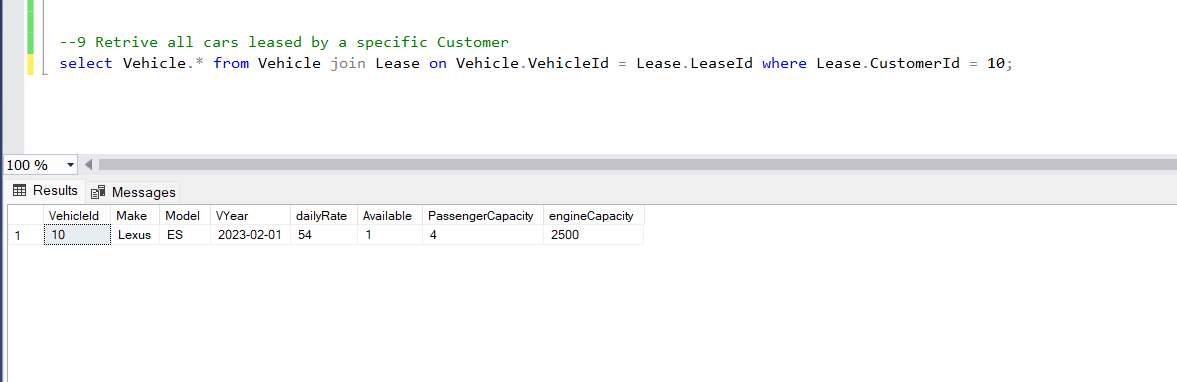 --9 Retrive all cars leased by a specific Customer
select Vehicle.* from Vehicle join Lease on Vehicle.VehicleId = Lease.LeaseId where Lease.CustomerId = 10;
100 %
Results Messages
VehicleId Make Model VYear dailyRate Available PassengerCapacity engineCapacity
1 10 Lexus ES 2023-02-01 54 1 4 2500